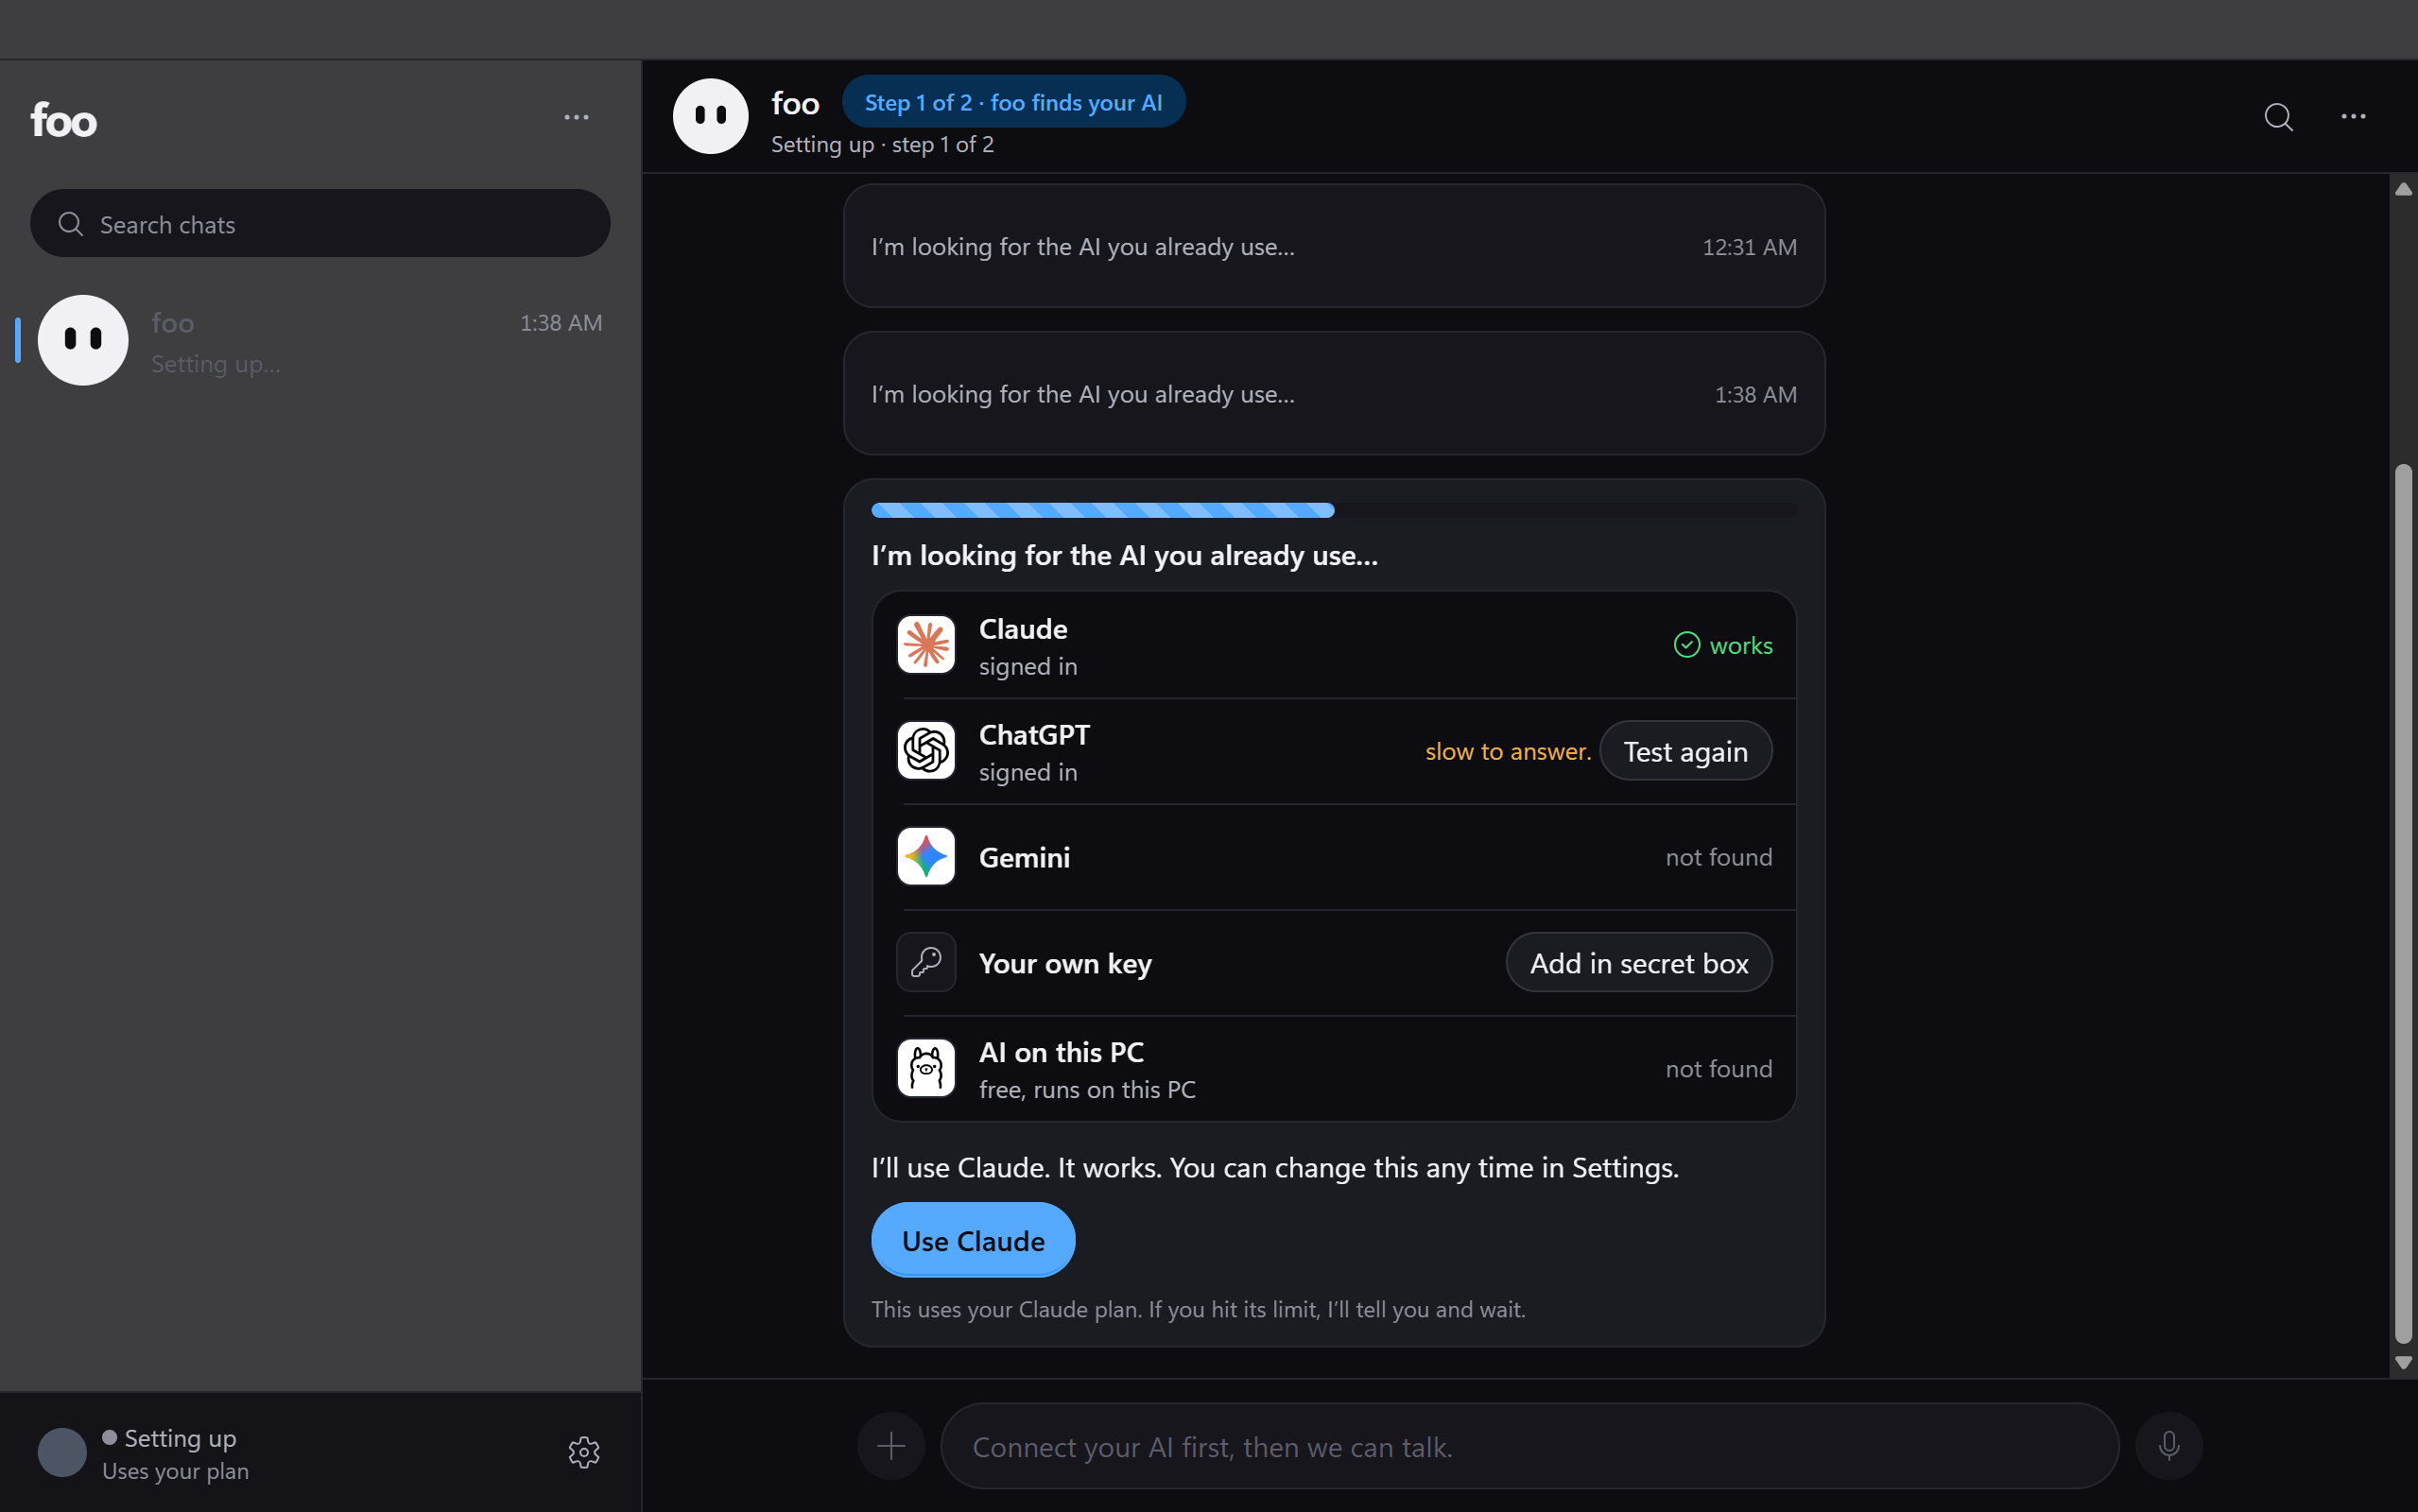 foo
Search chats
foo
1:38 AM
Setting up...
Setting up
Uses your plan
foo
Step 1 of 2 · foo finds your AI
Setting up · step 1 of 2
I’m looking for the AI you already use...
12:31 AM
I’m looking for the AI you already use...
1:38 AM
I’m looking for the AI you already use...
Claude
signed in
works
ChatGPT
signed in
slow to answer.
Test again
Gemini
not found
Your own key
Add in secret box
AI on this PC
free, runs on this PC
not found
I’ll use Claude. It works. You can change this any time in Settings.
Use Claude
This uses your Claude plan. If you hit its limit, I’ll tell you and wait.
Connect your AI first, then we can talk.